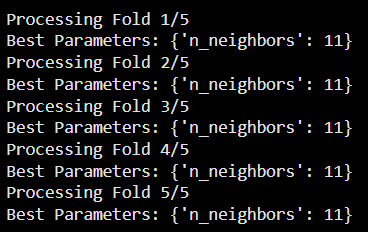 Processing Fold 1/5
Best Parameters: {'n_neighbors': 11}
Processing Fold 2/5
Best Parameters: {'n_neighbors': 11}
Processing Fold 3/5
Best Parameters: {'n_neighbors': 11}
Processing Fold 4/5
Best Parameters: {'n_neighbors': 11}
Processing Fold 5/5
Best Parameters: {'n_neighbors': 11}